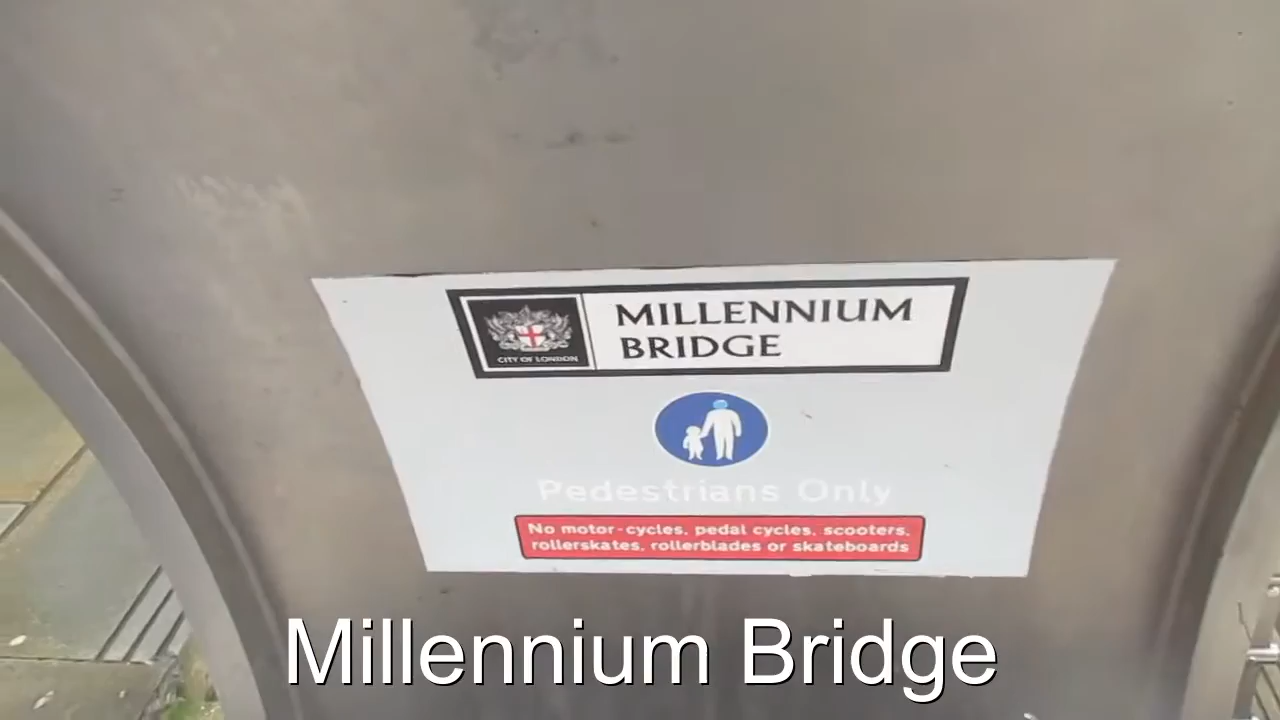 CITY OF LONDON
MILLENNIUM
BRIDGE
Pedestrians Only
No motor-cycles, pedal cycles, scooters,
rollerskates, rollerblades or skateboards
Millennium Bridge